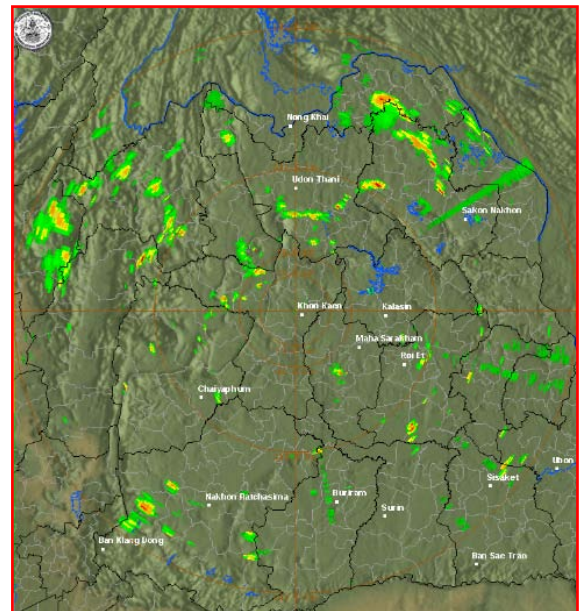 Nong Khai
Udon Thani
Sakon Nakhon
Khon Kaen
Kalasin
Maha Sarakham
Roi Et
Chaiyaphum
Ubon
Sisaket
Nakhon Ratchasima
Buriram
Surin
Ban Klang Dong
Ban Sae Tran